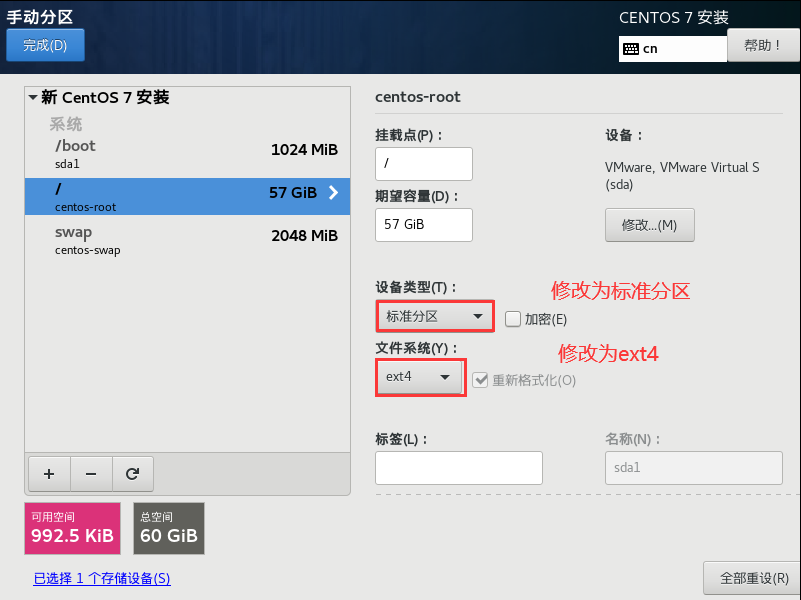 手动分区
CENTOS 7 安装
完成(D)
cn
帮助！
新 CentOS 7 安装
系统
/boot
1024 MiB
sda1
/
57 GiB
centos-root
swap
2048 MiB
centos-swap
centos-root
挂载点(P)：
/
设备：
VMware, VMware Virtual S
(sda)
期望容量(D)：
57 GiB
修改...(M)
设备类型(T)：
修改为标准分区
标准分区
加密(E)
文件系统(Y)：
修改为ext4
ext4
重新格式化(O)
标签(L)：
名称(N)：
sda1
+ −
可用空间
992.5 KiB
总空间
60 GiB
已选择 1 个存储设备(S)
全部重设(R)